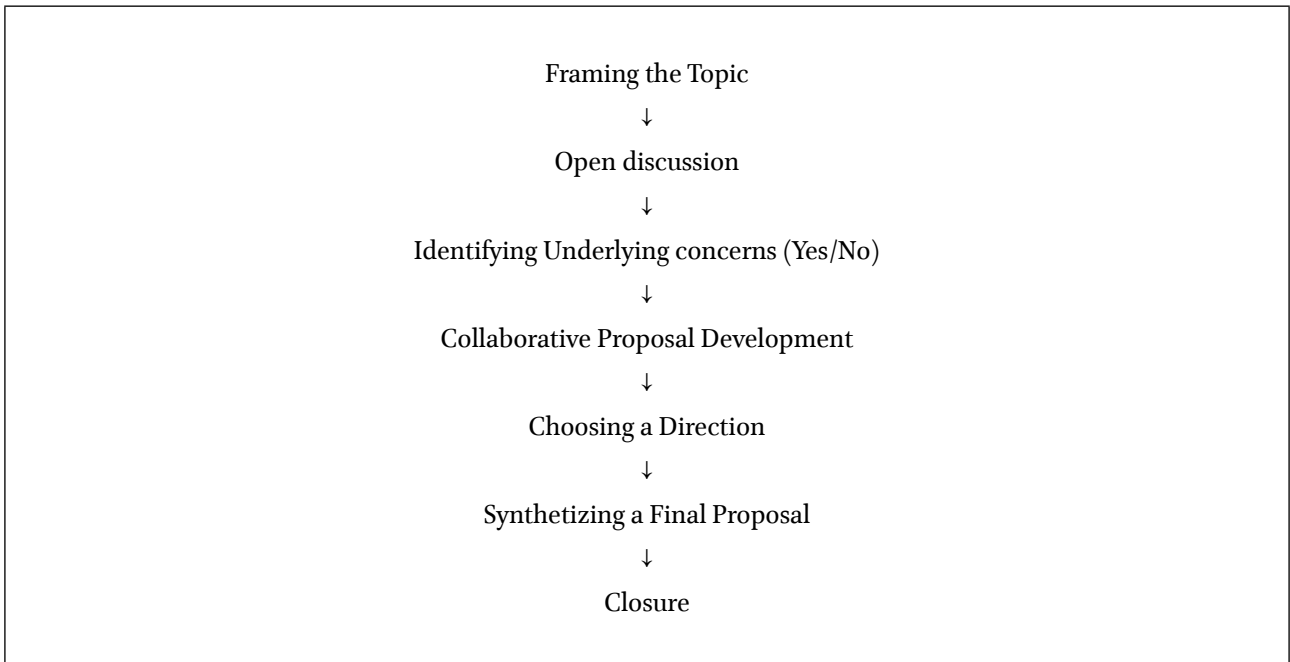 Framing the Topic
↓
Open discussion
↓
Identifying Underlying concerns (Yes/No)
↓
Collaborative Proposal Development
↓
Choosing a Direction
↓
Synthetizing a Final Proposal
↓
Closure